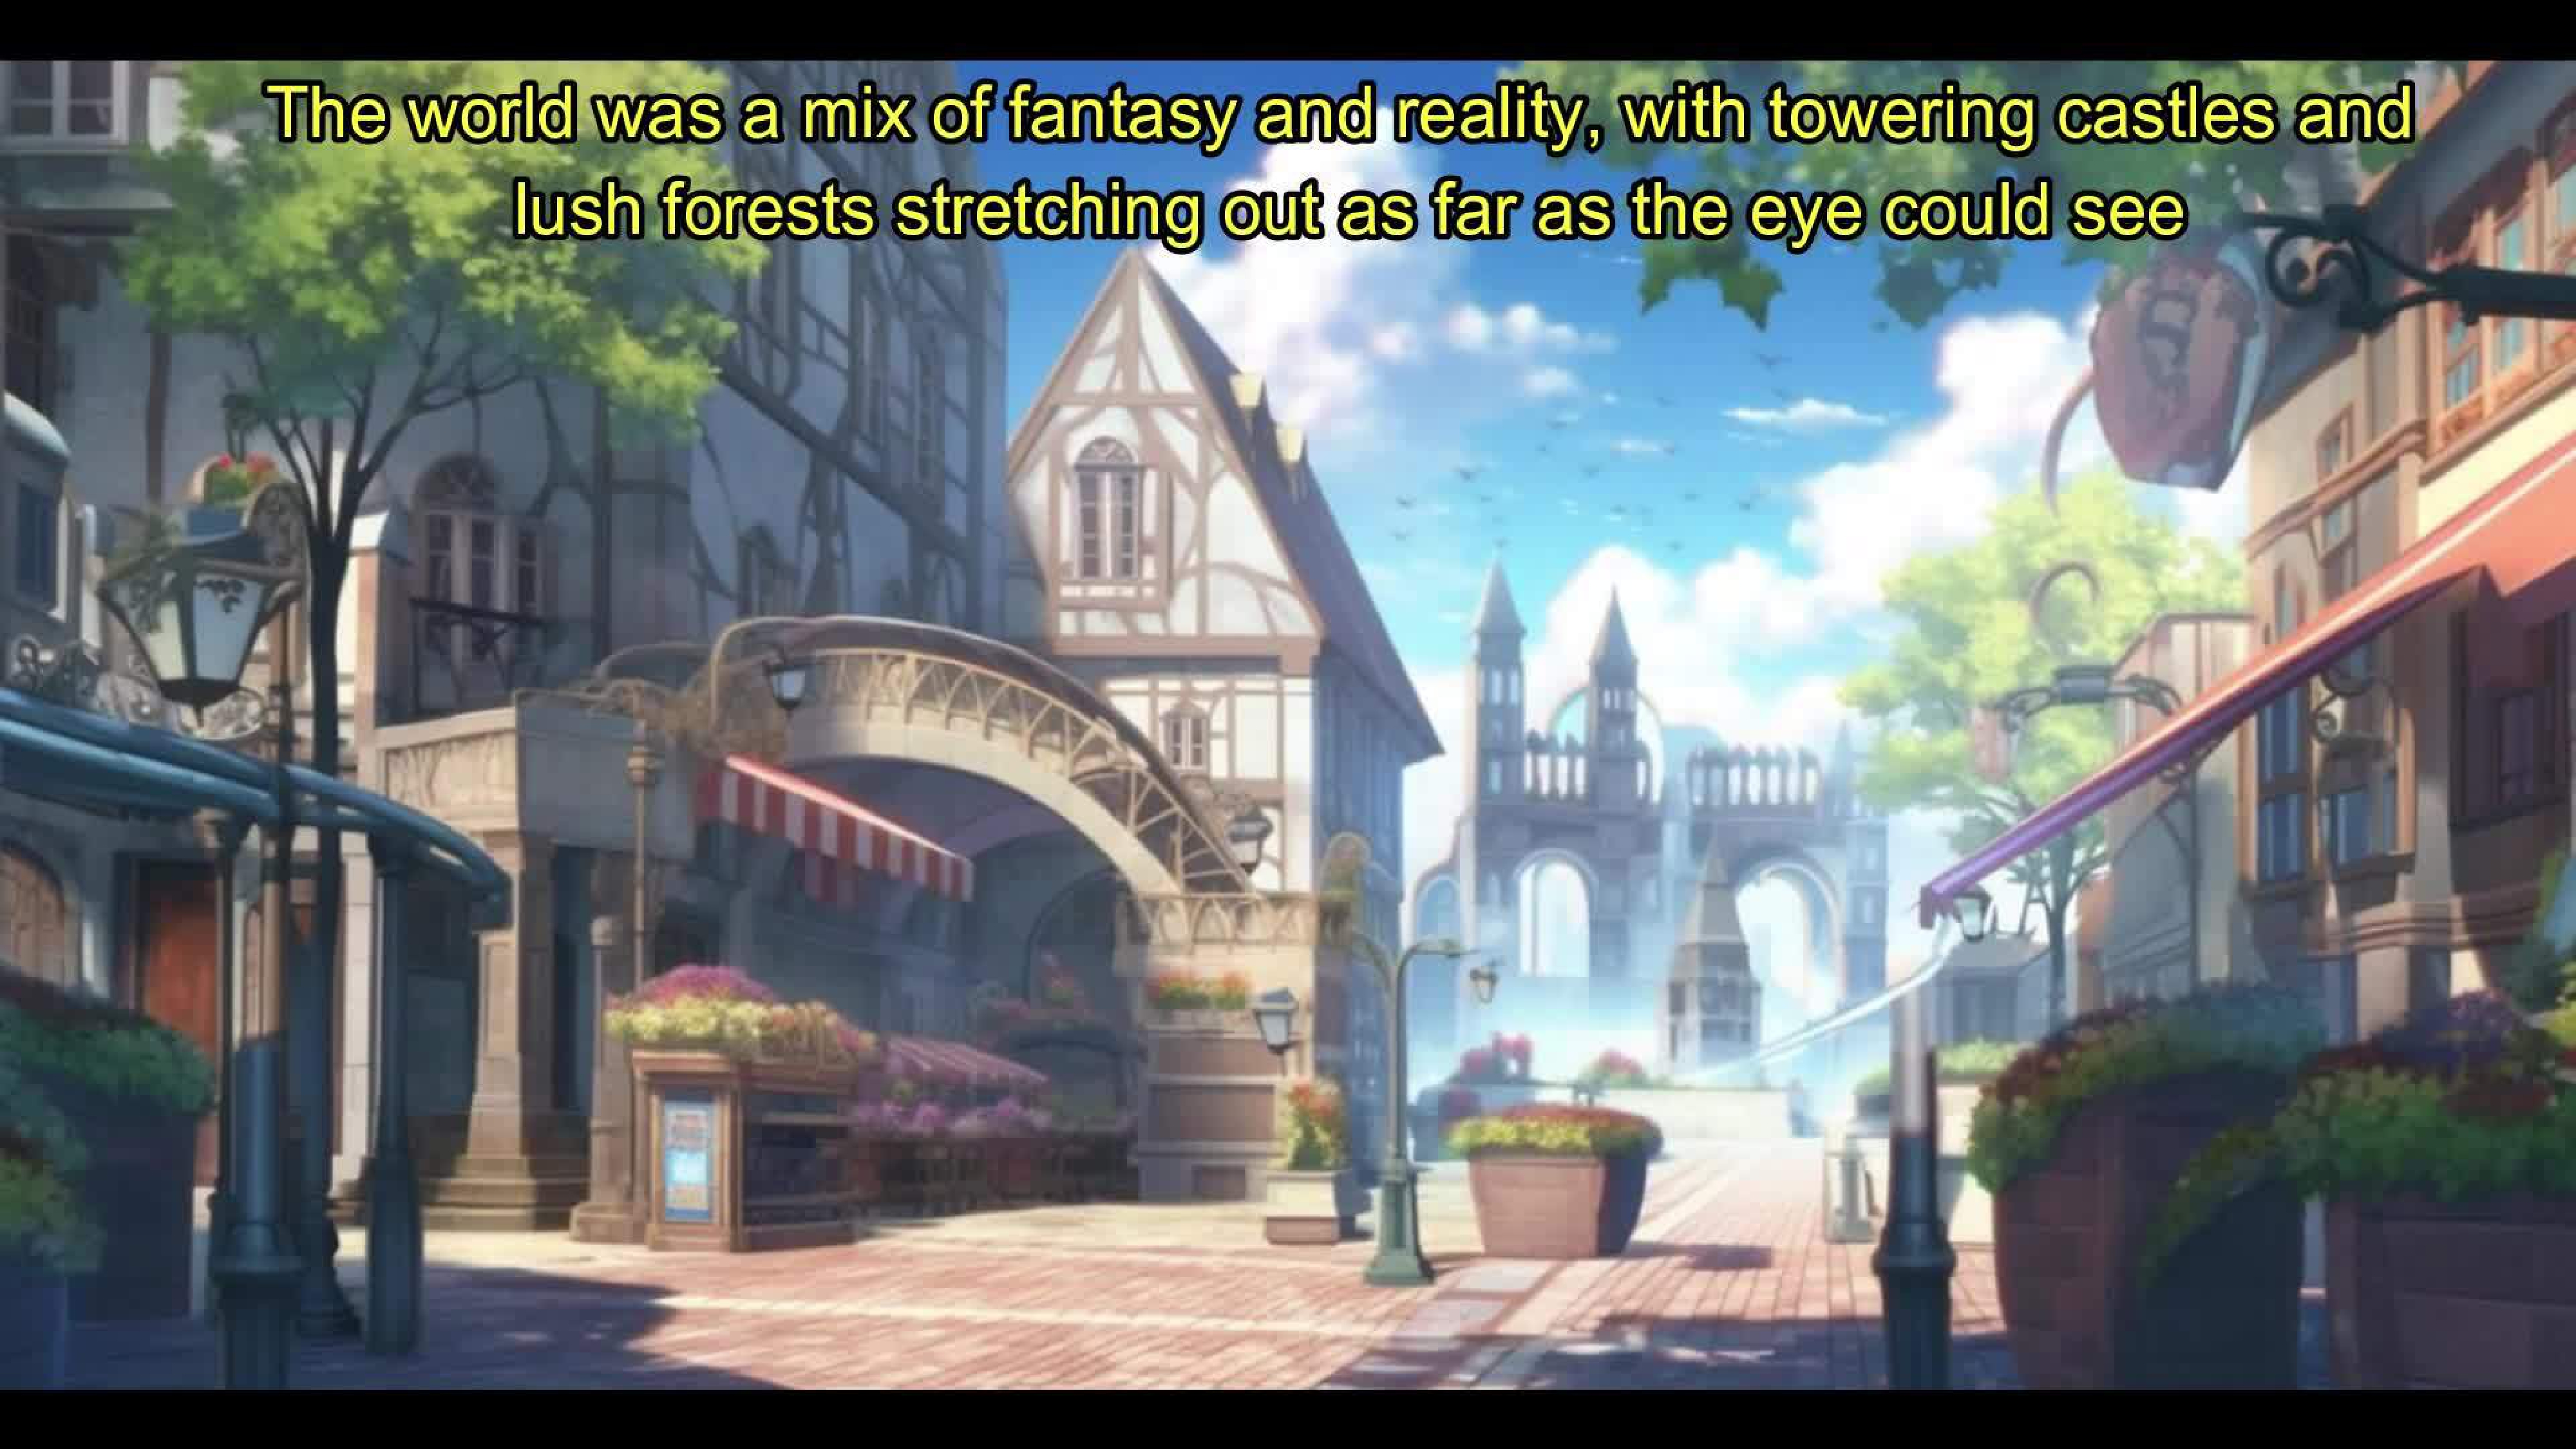 The world was a mix of fantasy and reality, with towering castles and
lush forests stretching out as far as the eye could see